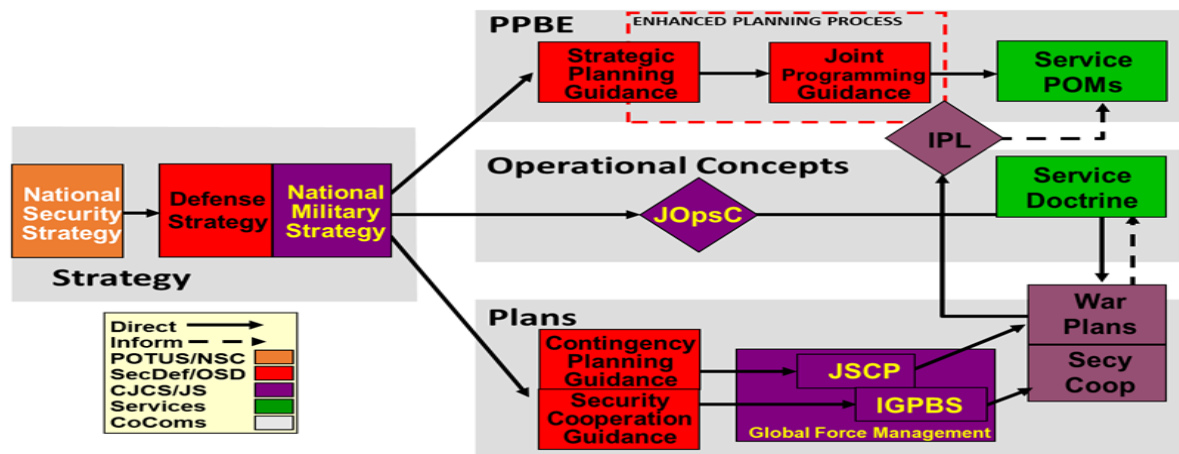 PPBE
ENHANCED PLANNING PROCESS
Strategic
Planning
Guidance
Joint
Programming
Guidance
Service
POMs
IPL
National
Security
Strategy
Defense
Strategy
National
Military
Strategy
Strategy
Operational Concepts
JOpsC
Service
Doctrine
Plans
Contingency
Planning
Guidance
Security
Cooperation
Guidance
JSCP
IGPBS
Global Force Management
War
Plans
Secy
Coop
Direct
Inform
POTUS/NSC
SecDef/OSD
CJCS/JS
Services
CoComs